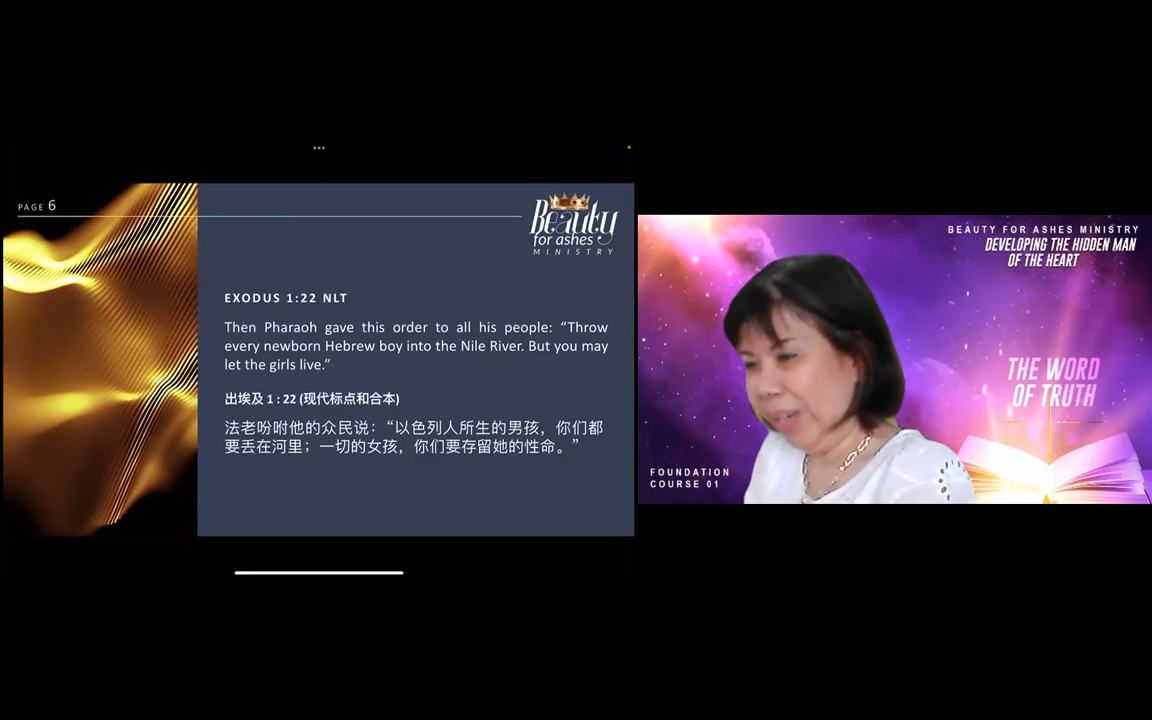 PAGE 6
Beauty
for ashes
MINISTRY
EXODUS 1:22 NLT
Then Pharaoh gave this order to all his people: “Throw
every newborn Hebrew boy into the Nile River. But you may
let the girls live.”
出埃及 1 : 22 (现代标点和合本)
法老吩咐他的众民说：“以色列人所生的男孩，你们都
要丢在河里；一切的女孩，你们要存留她的性命。”
BEAUTY FOR ASHES MINISTRY
DEVELOPING THE HIDDEN MAN
OF THE HEART
THE WORD
OF TRUTH
FOUNDATION
COURSE 01